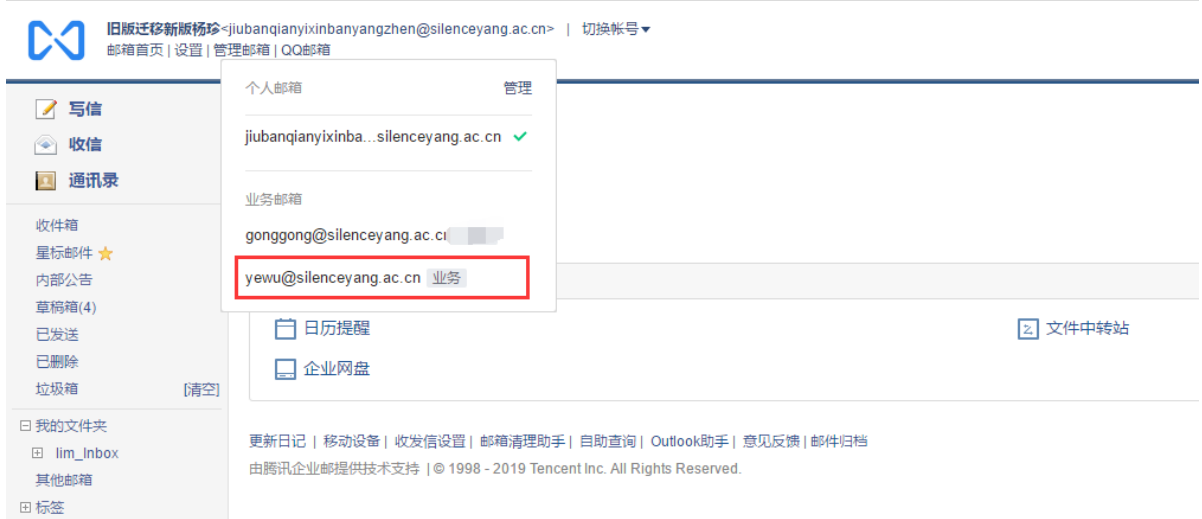 旧版迁移新版杨珍<jiubanqianyixinbanyangzhen@silenceyang.ac.cn> | 切换帐号▾
邮箱首页 | 设置 | 管理邮箱 | QQ邮箱
个人邮箱 管理
jiubanqianyixinba...silenceyang.ac.cn ✓
业务邮箱
gonggong@silenceyang.ac.cn
yewu@silenceyang.ac.cn 业务
写信
收信
通讯录
收件箱
星标邮件
内部公告
草稿箱(4)
已发送
已删除
垃圾箱 [清空]
我的文件夹
lim_Inbox
其他邮箱
标签
日历提醒 文件中转站
企业网盘
更新日记 | 移动设备 | 收发信设置 | 邮箱清理助手 | 自助查询 | Outlook助手 | 意见反馈 | 邮件归档
由腾讯企业邮提供技术支持 | © 1998 - 2019 Tencent Inc. All Rights Reserved.